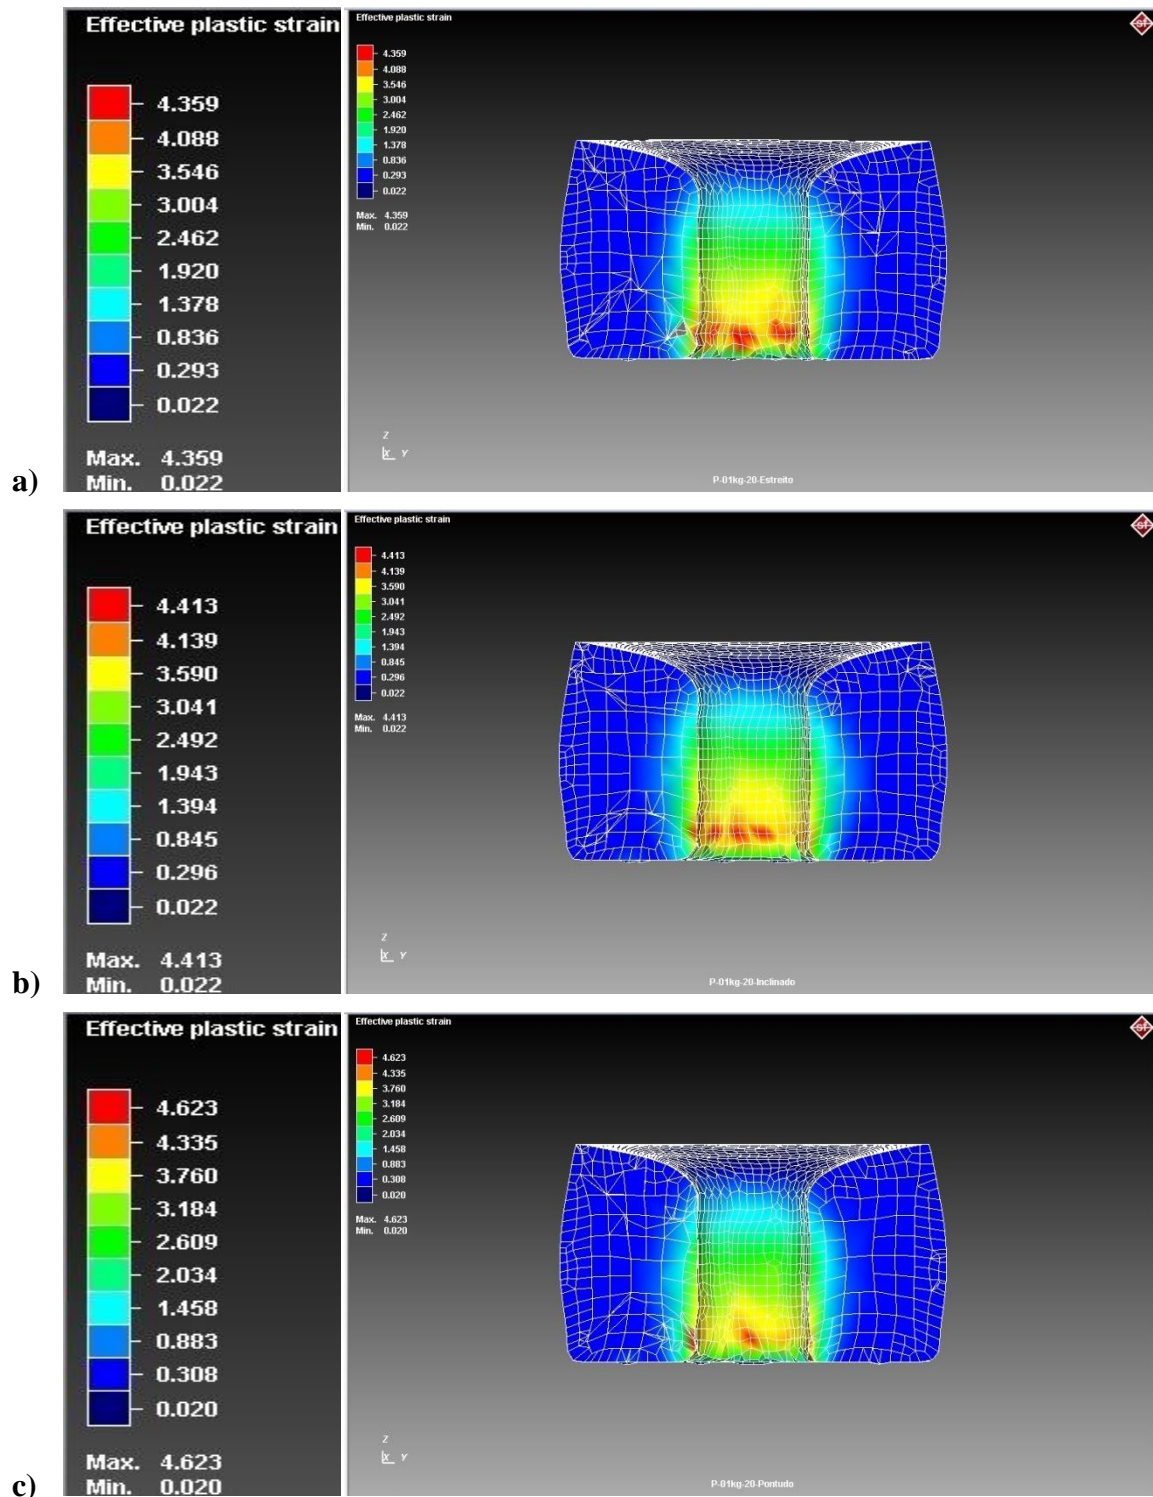 Effective plastic strain
4.359
4.088
3.546
3.004
2.462
1.920
1.378
0.836
0.293
0.022
Max. 4.359
Min. 0.022
a)
Effective plastic strain
4.359
4.088
3.546
3.004
2.462
1.920
1.378
0.836
0.293
0.022
Max. 4.359
Min. 0.022
Z
X Y
P-01kg-20-Estreito
Effective plastic strain
4.413
4.139
3.590
3.041
2.492
1.943
1.394
0.845
0.296
0.022
Max. 4.413
Min. 0.022
b)
Effective plastic strain
4.413
4.139
3.590
3.041
2.492
1.943
1.394
0.845
0.296
0.022
Max. 4.413
Min. 0.022
Z
X Y
P-01kg-20-Inclinado
Effective plastic strain
4.623
4.335
3.760
3.184
2.609
2.034
1.458
0.883
0.308
0.020
Max. 4.623
Min. 0.020
c)
Effective plastic strain
4.623
4.335
3.760
3.184
2.609
2.034
1.458
0.883
0.308
0.020
Max. 4.623
Min. 0.020
Z
X Y
P-01kg-20-Pontudo